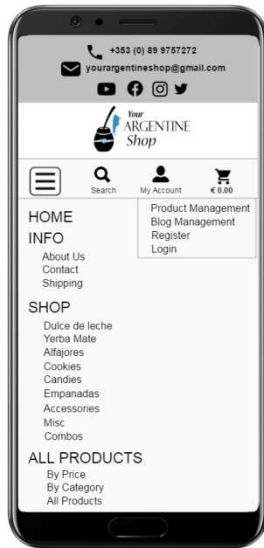 +353 (0) 89 9757272
yourargentineshop@gmail.com
Your
ARGENTINE
Shop
Search
My Account
€ 0.00
Product Management
Blog Management
Register
Login
HOME
INFO
About Us
Contact
Shipping
SHOP
Dulce de leche
Yerba Mate
Alfajores
Cookies
Candies
Empanadas
Accessories
Misc
Combos
ALL PRODUCTS
By Price
By Category
All Products